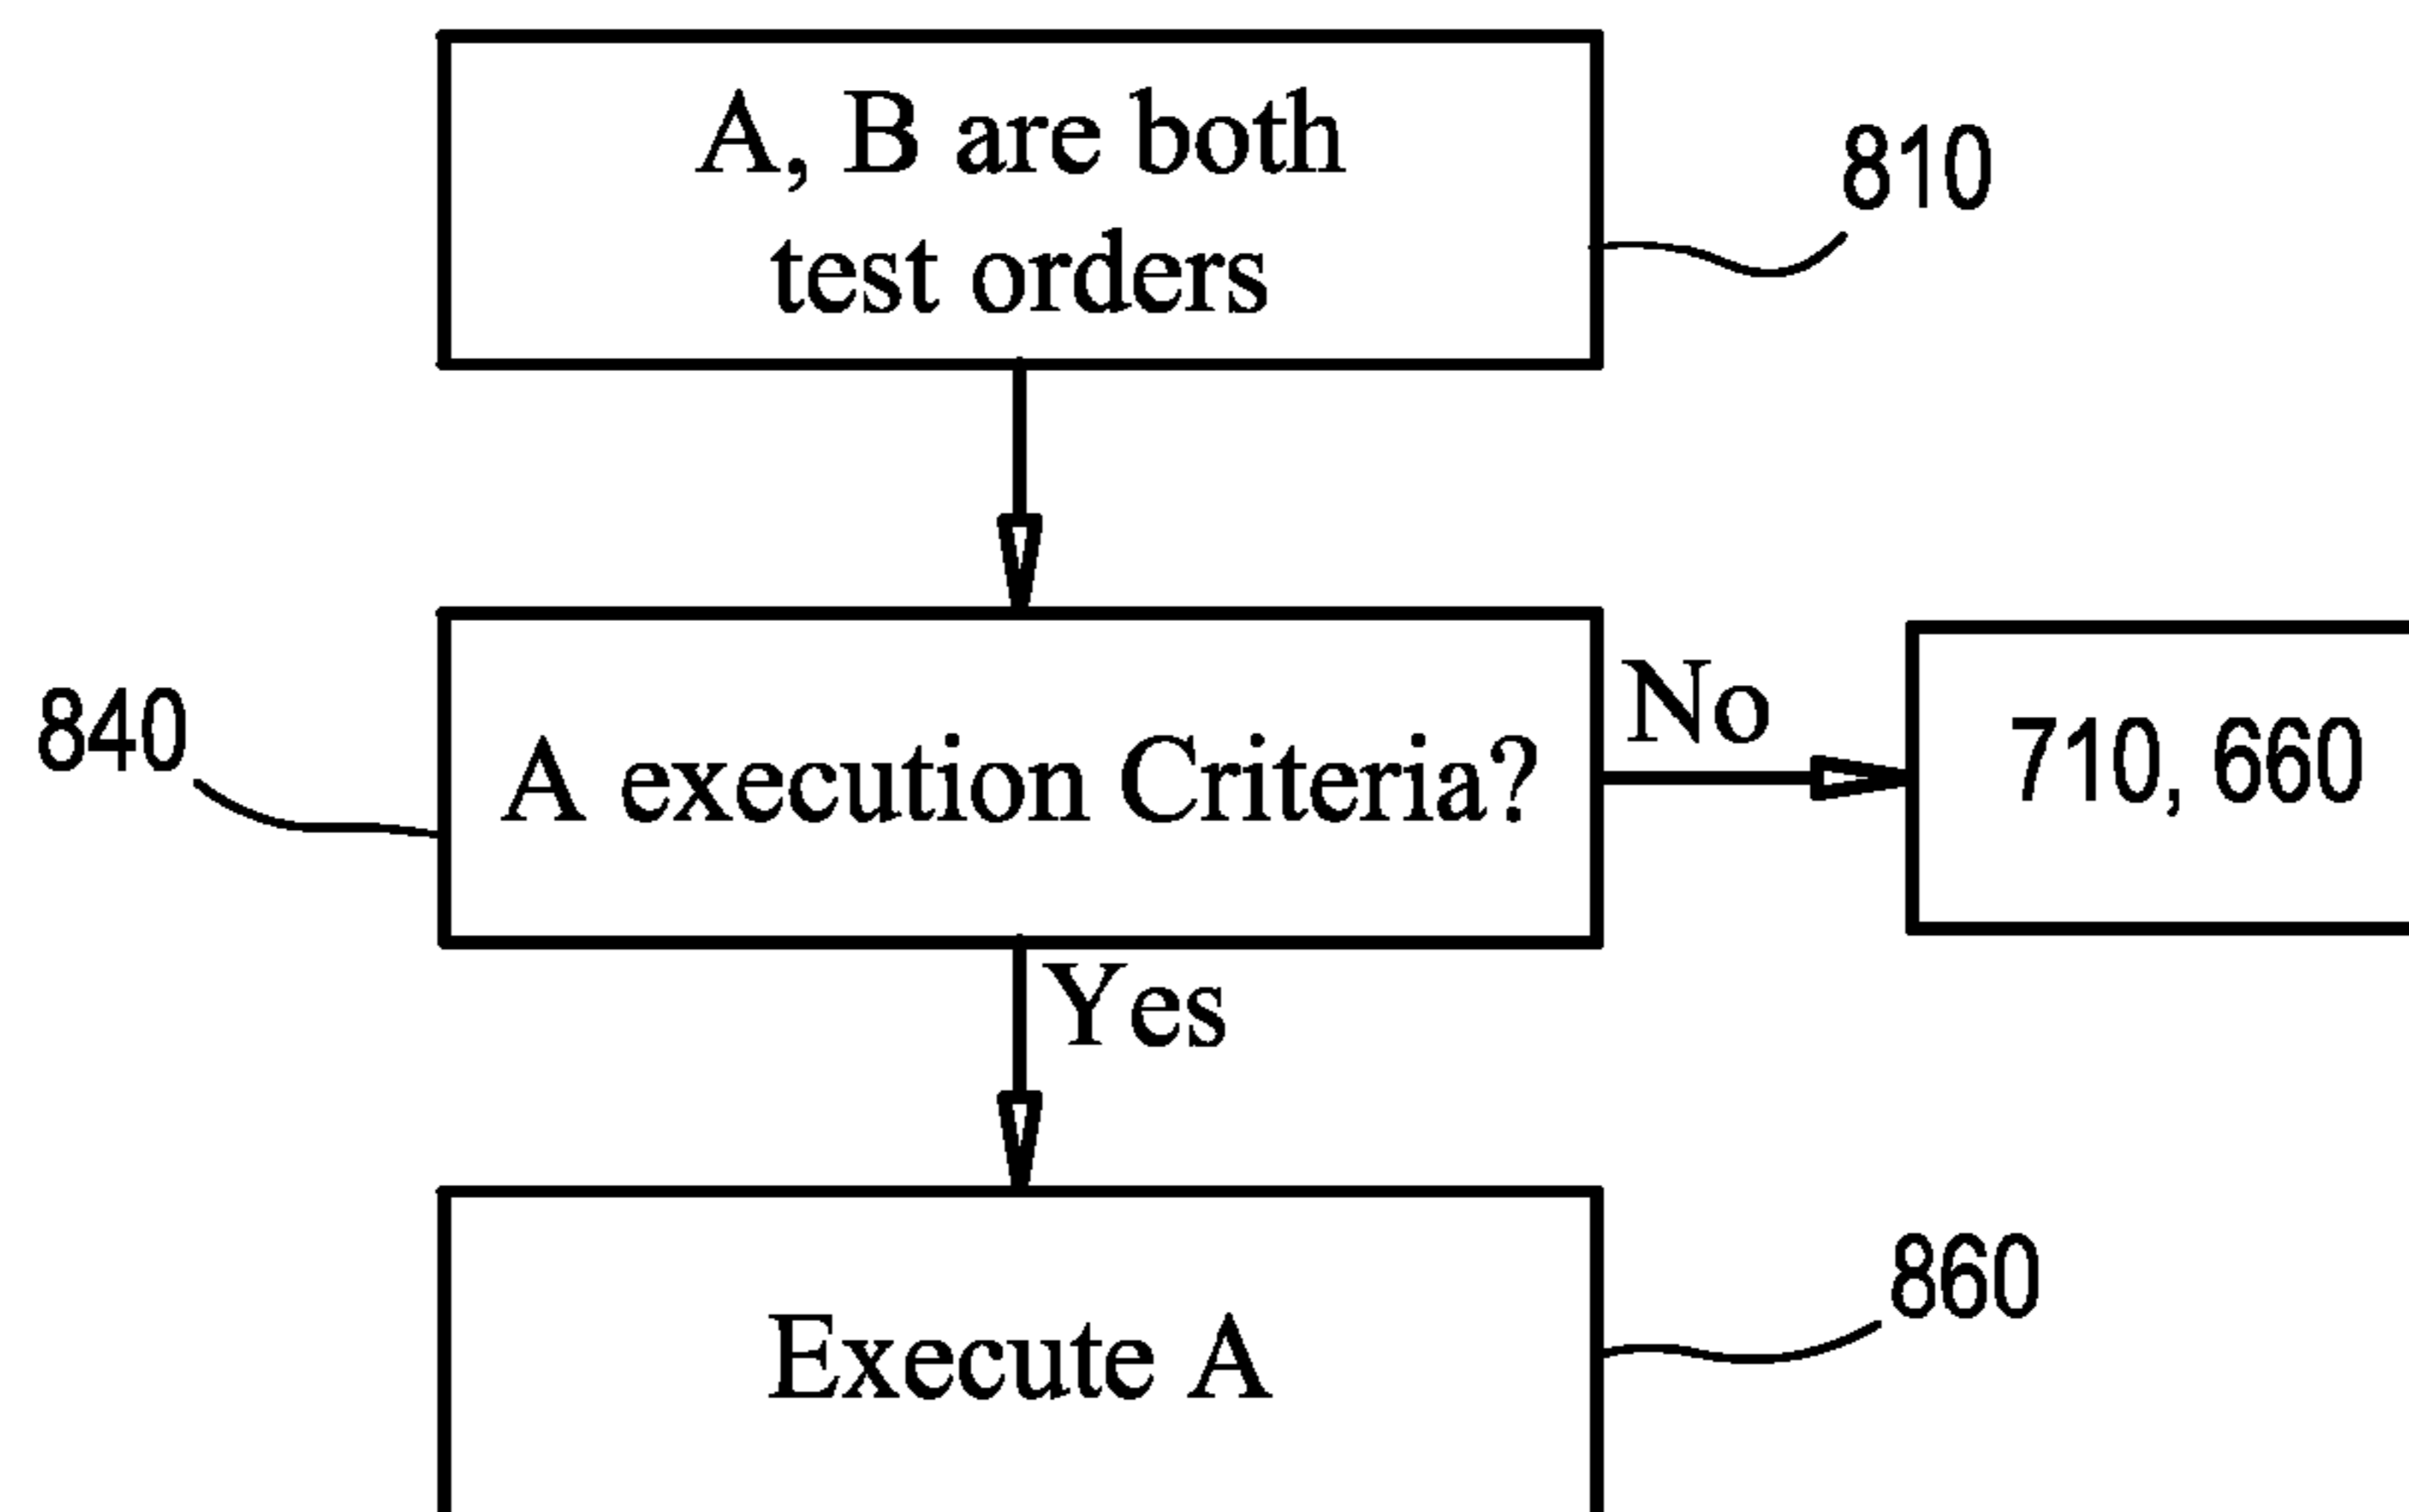 A, B are both
test orders
810
840
A execution Criteria?
No
710, 660
Yes
Execute A
860